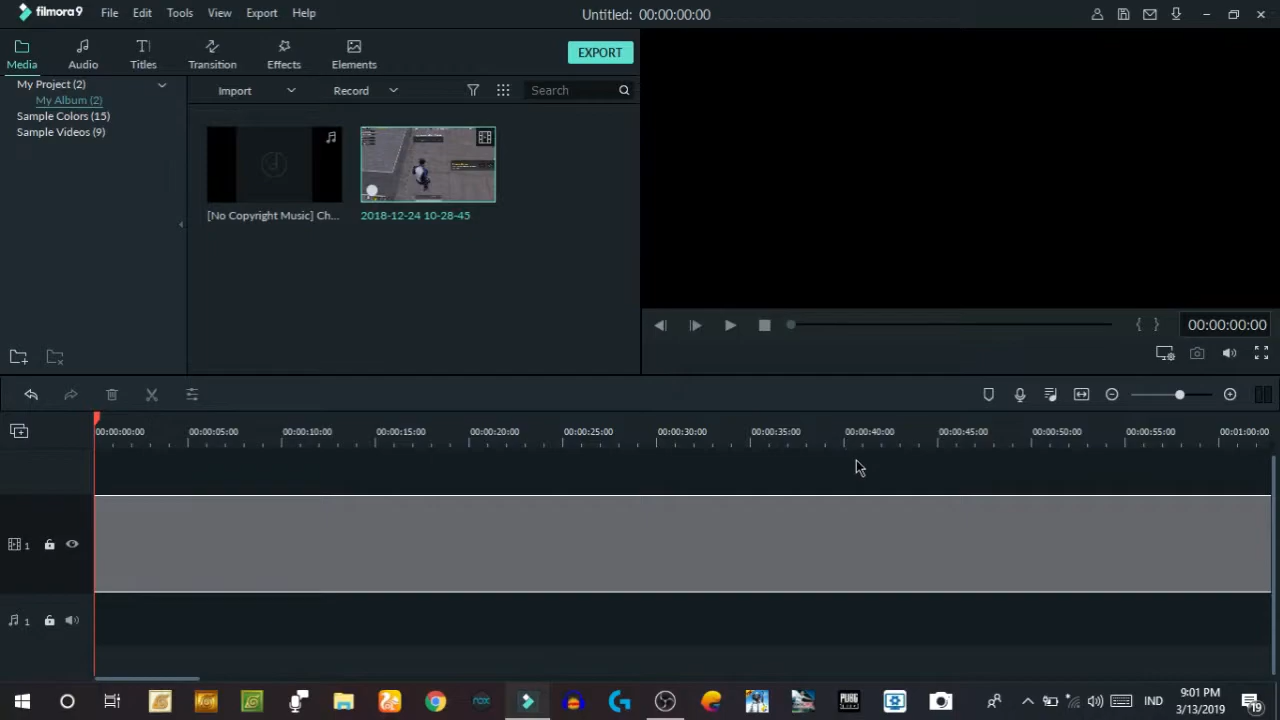 filmora9 File Edit Tools View Export Help Untitled: 00:00:00:00
Media Audio Titles Transition Effects Elements EXPORT
My Project (2)
My Album (2)
Sample Colors (15)
Sample Videos (9)
Import Record Search
[No Copyright Music] Ch... 2018-12-24 10-28-45
00:00:00:00
00:00:00:00 00:00:05:00 00:00:10:00 00:00:15:00 00:00:20:00 00:00:25:00 00:00:30:00 00:00:35:00 00:00:40:00 00:00:45:00 00:00:50:00 00:00:55:00 00:01:00:00
1
1
nox PUBG IND 9:01 PM
3/13/2019 19